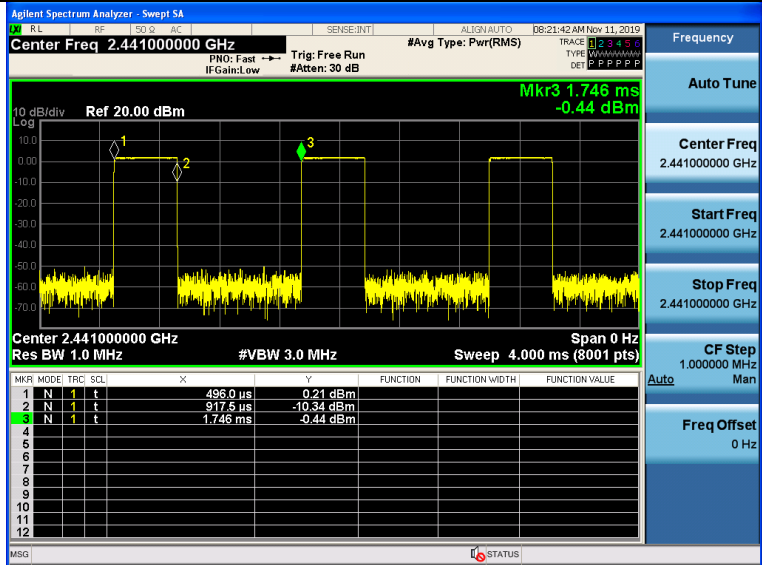 Agilent Spectrum Analyzer - Swept SA
LXI RL RF 50 Ω AC SENSE:INT ALIGN AUTO 08:21:42 AM Nov 11, 2019
Center Freq 2.441000000 GHz #Avg Type: Pwr(RMS) TRACE 1 2 3 4 5 6
PNO: Fast Trig: Free Run TYPE WWWWWW
IFGain:Low #Atten: 30 dB DET P P P P P P
Mkr3 1.746 ms
10 dB/div Ref 20.00 dBm -0.44 dBm
Log
10.0
0.00
-10.0
-20.0
-30.0
-40.0
-50.0
-60.0
-70.0
1
2
3
Center 2.441000000 GHz Span 0 Hz
Res BW 1.0 MHz #VBW 3.0 MHz Sweep 4.000 ms (8001 pts)
MKR MODE TRC SCL X Y FUNCTION FUNCTION WIDTH FUNCTION VALUE
1 N 1 t 496.0 µs 0.21 dBm
2 N 1 t 917.5 µs -10.34 dBm
3 N 1 t 1.746 ms -0.44 dBm
4
5
6
7
8
9
10
11
12
MSG STATUS
Frequency
Auto Tune
Center Freq
2.441000000 GHz
Start Freq
2.441000000 GHz
Stop Freq
2.441000000 GHz
CF Step
1.000000 MHz
Auto Man
Freq Offset
0 Hz